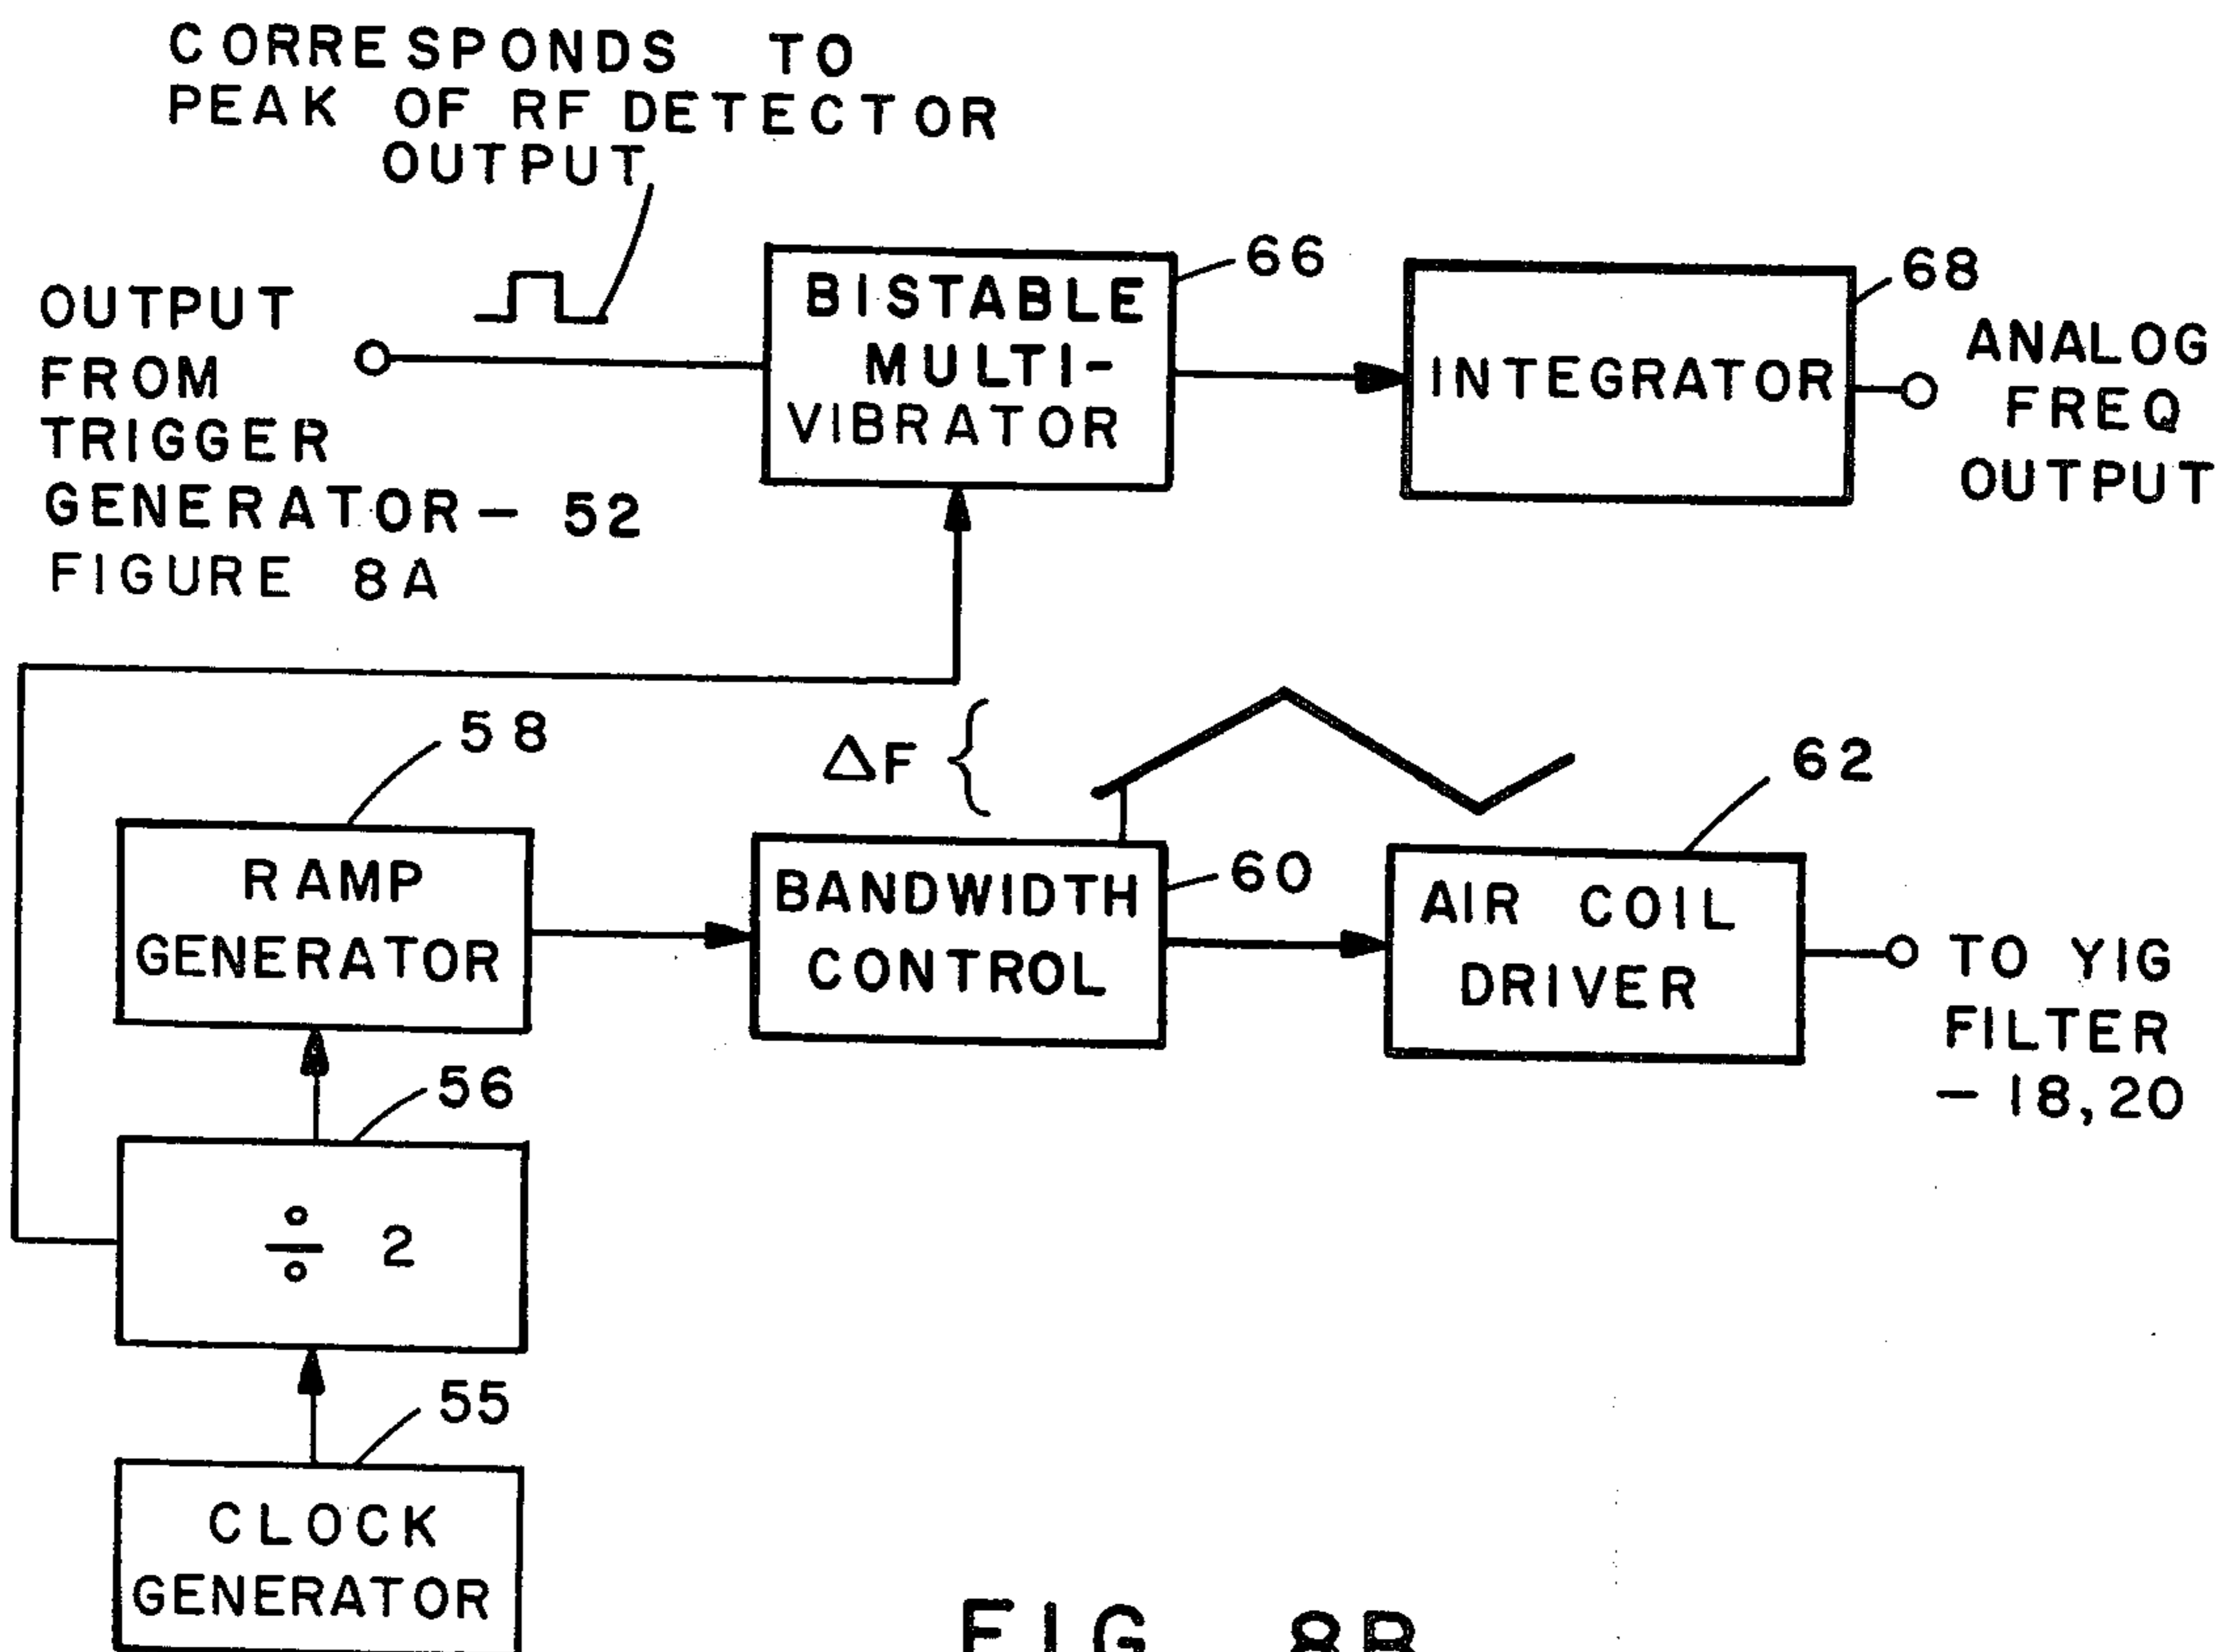 CORRESPONDS TO
PEAK OF RF DETECTOR
OUTPUT
OUTPUT
FROM
TRIGGER
GENERATOR - 52
FIGURE 8A
BISTABLE
MULTI-
VIBRATOR
66
INTEGRATOR
68
ANALOG
FREQ
OUTPUT
58
RAMP
GENERATOR
ΔF {
BANDWIDTH
CONTROL
60
62
AIR COIL
DRIVER
TO YIG
FILTER
- 18,20
56
÷ 2
55
CLOCK
GENERATOR
FIG 8B